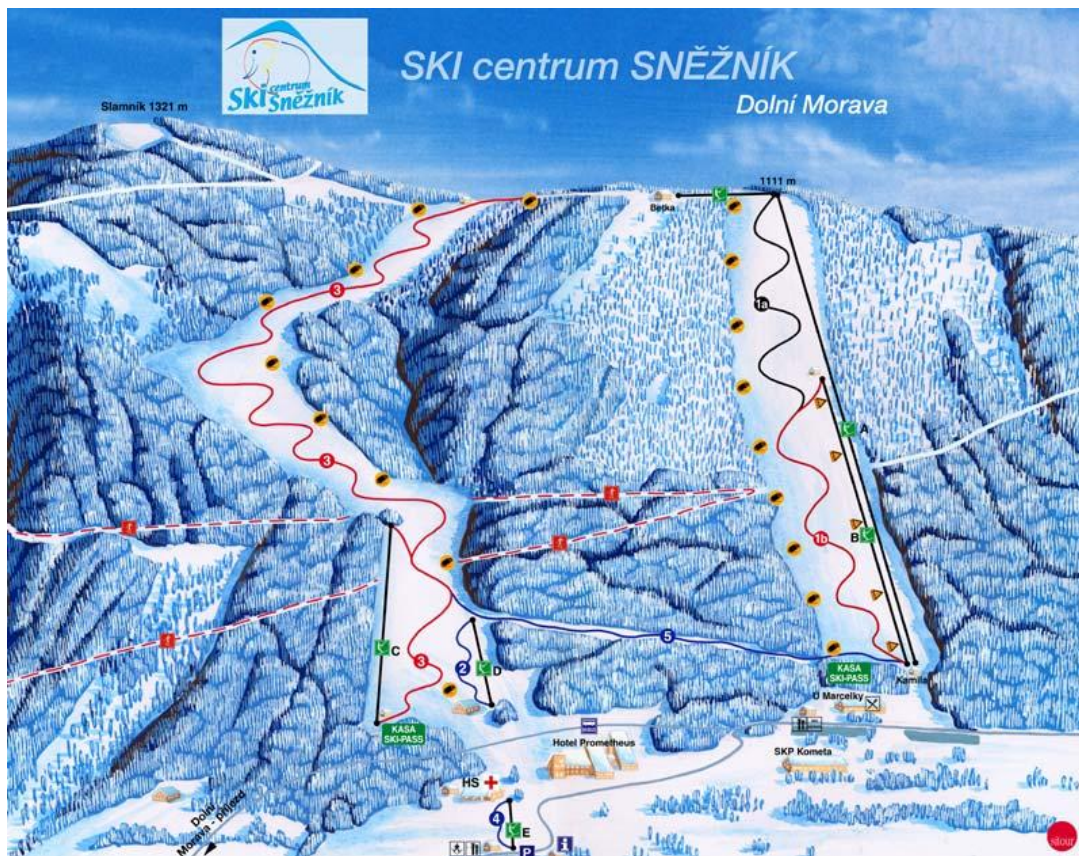 SKI centrum
Sněžník
SKI centrum SNĚŽNÍK
Dolní Morava
Slamník 1321 m
1111 m
Betka
1a
3
A
3
B
1b
5
C
3
2
D
KASA
SKI-PASS
Kamila
U Marcelky
KASA
SKI-PASS
Hotel Prometheus
SKP Kometa
HS
Dolní
Morava - příjezd
4
E
P
i
sitour